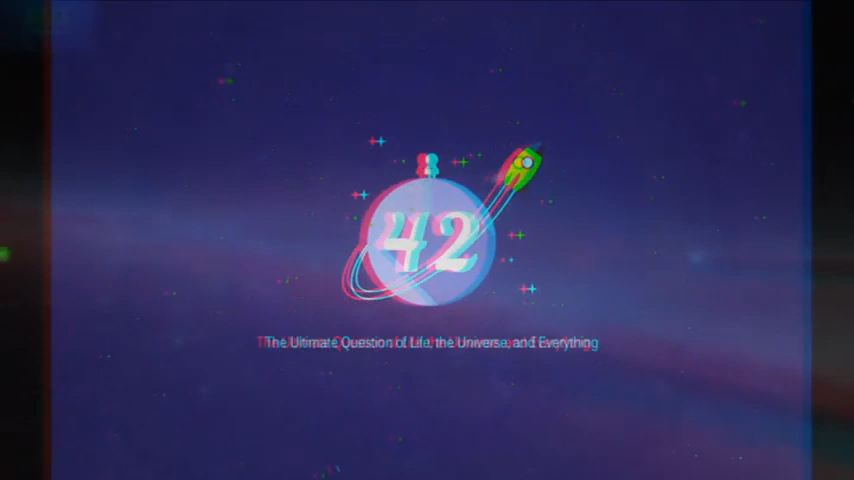 42
The Ultimate Question of Life, the Universe, and Everything